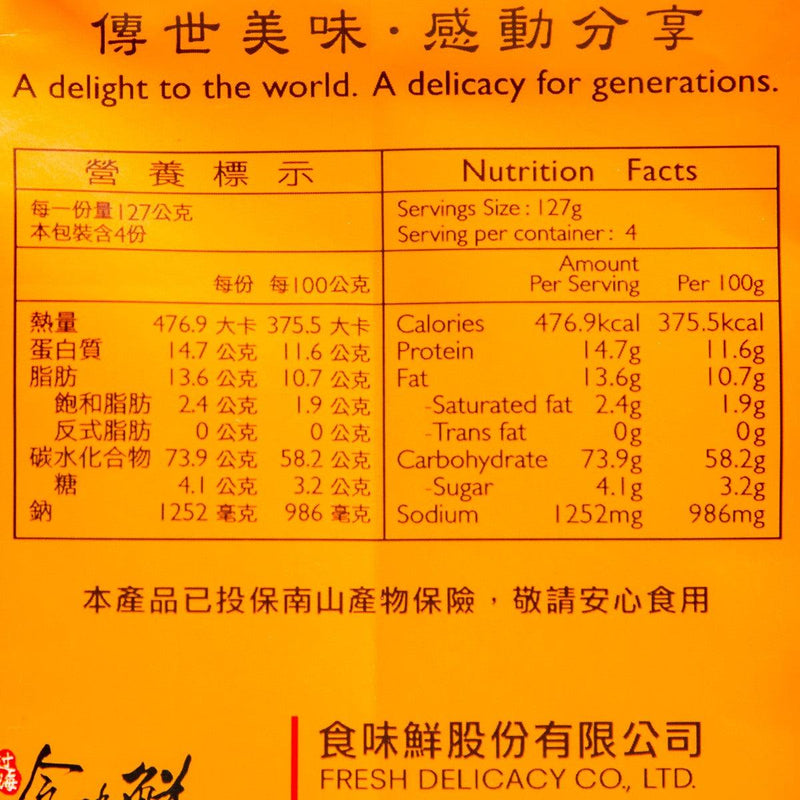 傳世美味·感動分享
A delight to the world. A delicacy for generations.
營養標示
每一份量127公克
本包裝含4份
每份 每100公克
熱量 476.9 大卡 375.5 大卡
蛋白質 14.7 公克 11.6 公克
脂肪 13.6 公克 10.7 公克
飽和脂肪 2.4 公克 1.9 公克
反式脂肪 0 公克 0 公克
碳水化合物 73.9 公克 58.2 公克
糖 4.1 公克 3.2 公克
鈉 1252 毫克 986 毫克
Nutrition Facts
Servings Size : 127g
Serving per container : 4
Amount
Per Serving Per 100g
Calories 476.9kcal 375.5kcal
Protein 14.7g 11.6g
Fat 13.6g 10.7g
-Saturated fat 2.4g 1.9g
-Trans fat 0g 0g
Carbohydrate 73.9g 58.2g
-Sugar 4.1g 3.2g
Sodium 1252mg 986mg
本產品已投保南山產物保險，敬請安心食用
食味鮮股份有限公司
FRESH DELICACY CO., LTD.